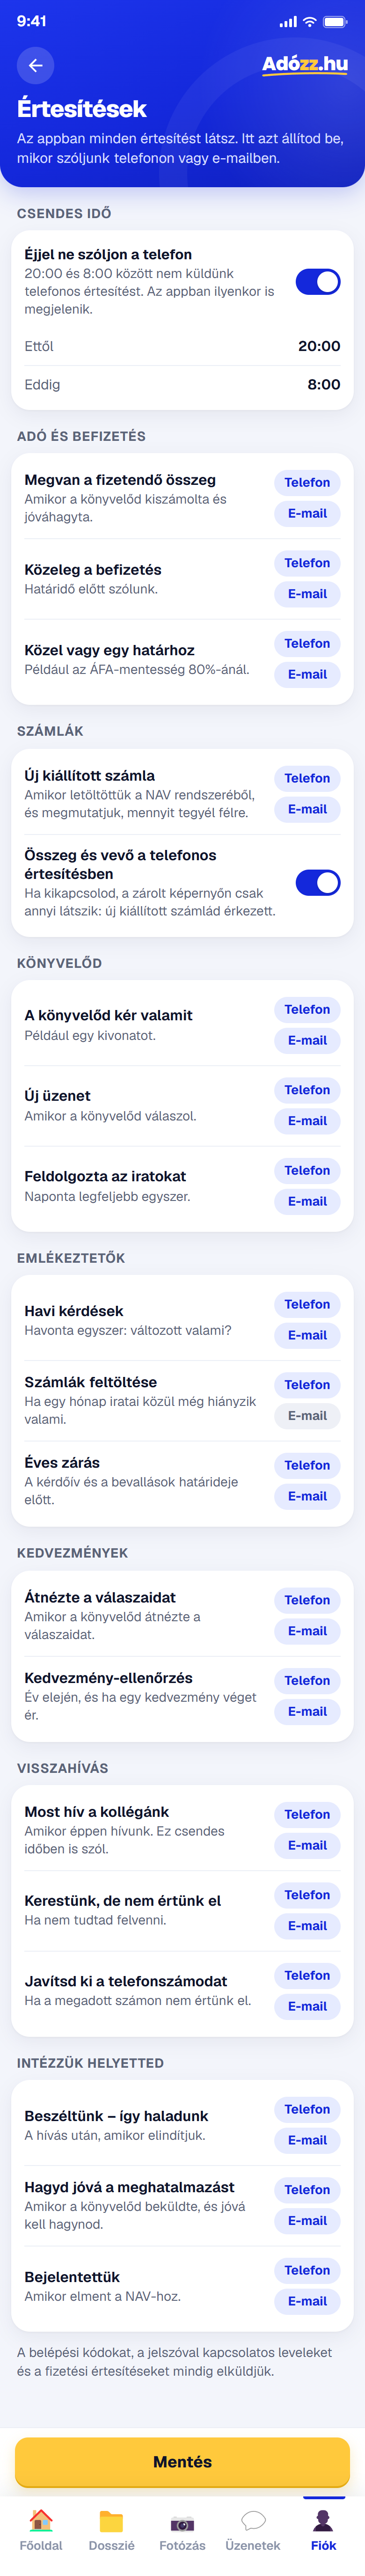 9:41
Adózz.hu
Értesítések
Az appban minden értesítést látsz. Itt azt állítod be,
mikor szóljunk telefonon vagy e-mailben.
CSENDES IDŐ
Éjjel ne szóljon a telefon
20:00 és 8:00 között nem küldünk
telefonos értesítést. Az appban ilyenkor is
megjelenik.
Ettől 20:00
Eddig 8:00
ADÓ ÉS BEFIZETÉS
Megvan a fizetendő összeg
Amikor a könyvelőd kiszámolta és
jóváhagyta.
Telefon
E-mail
Közeleg a befizetés
Határidő előtt szólunk.
Telefon
E-mail
Közel vagy egy határhoz
Például az ÁFA-mentesség 80%-ánál.
Telefon
E-mail
SZÁMLÁK
Új kiállított számla
Amikor letöltöttük a NAV rendszeréből,
és megmutatjuk, mennyit tegyél félre.
Telefon
E-mail
Összeg és vevő a telefonos
értesítésben
Ha kikapcsolod, a zárolt képernyőn csak
annyi látszik: új kiállított számlád érkezett.
KÖNYVELŐD
A könyvelőd kér valamit
Például egy kivonatot.
Telefon
E-mail
Új üzenet
Amikor a könyvelőd válaszol.
Telefon
E-mail
Feldolgozta az iratokat
Naponta legfeljebb egyszer.
Telefon
E-mail
EMLÉKEZTETŐK
Havi kérdések
Havonta egyszer: változott valami?
Telefon
E-mail
Számlák feltöltése
Ha egy hónap iratai közül még hiányzik
valami.
Telefon
E-mail
Éves zárás
A kérdőív és a bevallások határideje
előtt.
Telefon
E-mail
KEDVEZMÉNYEK
Átnézte a válaszaidat
Amikor a könyvelőd átnézte a
válaszaidat.
Telefon
E-mail
Kedvezmény-ellenőrzés
Év elején, és ha egy kedvezmény véget
ér.
Telefon
E-mail
VISSZAHÍVÁS
Most hív a kollégánk
Amikor éppen hívunk. Ez csendes
időben is szól.
Telefon
E-mail
Kerestünk, de nem értünk el
Ha nem tudtad felvenni.
Telefon
E-mail
Javítsd ki a telefonszámodat
Ha a megadott számon nem értünk el.
Telefon
E-mail
INTÉZZÜK HELYETTED
Beszéltünk – így haladunk
A hívás után, amikor elindítjuk.
Telefon
E-mail
Hagyd jóvá a meghatalmazást
Amikor a könyvelőd beküldte, és jóvá
kell hagynod.
Telefon
E-mail
Bejelentettük
Amikor elment a NAV-hoz.
Telefon
E-mail
A belépési kódokat, a jelszóval kapcsolatos leveleket
és a fizetési értesítéseket mindig elküldjük.
Mentés
Főoldal Dosszié Fotózás Üzenetek Fiók